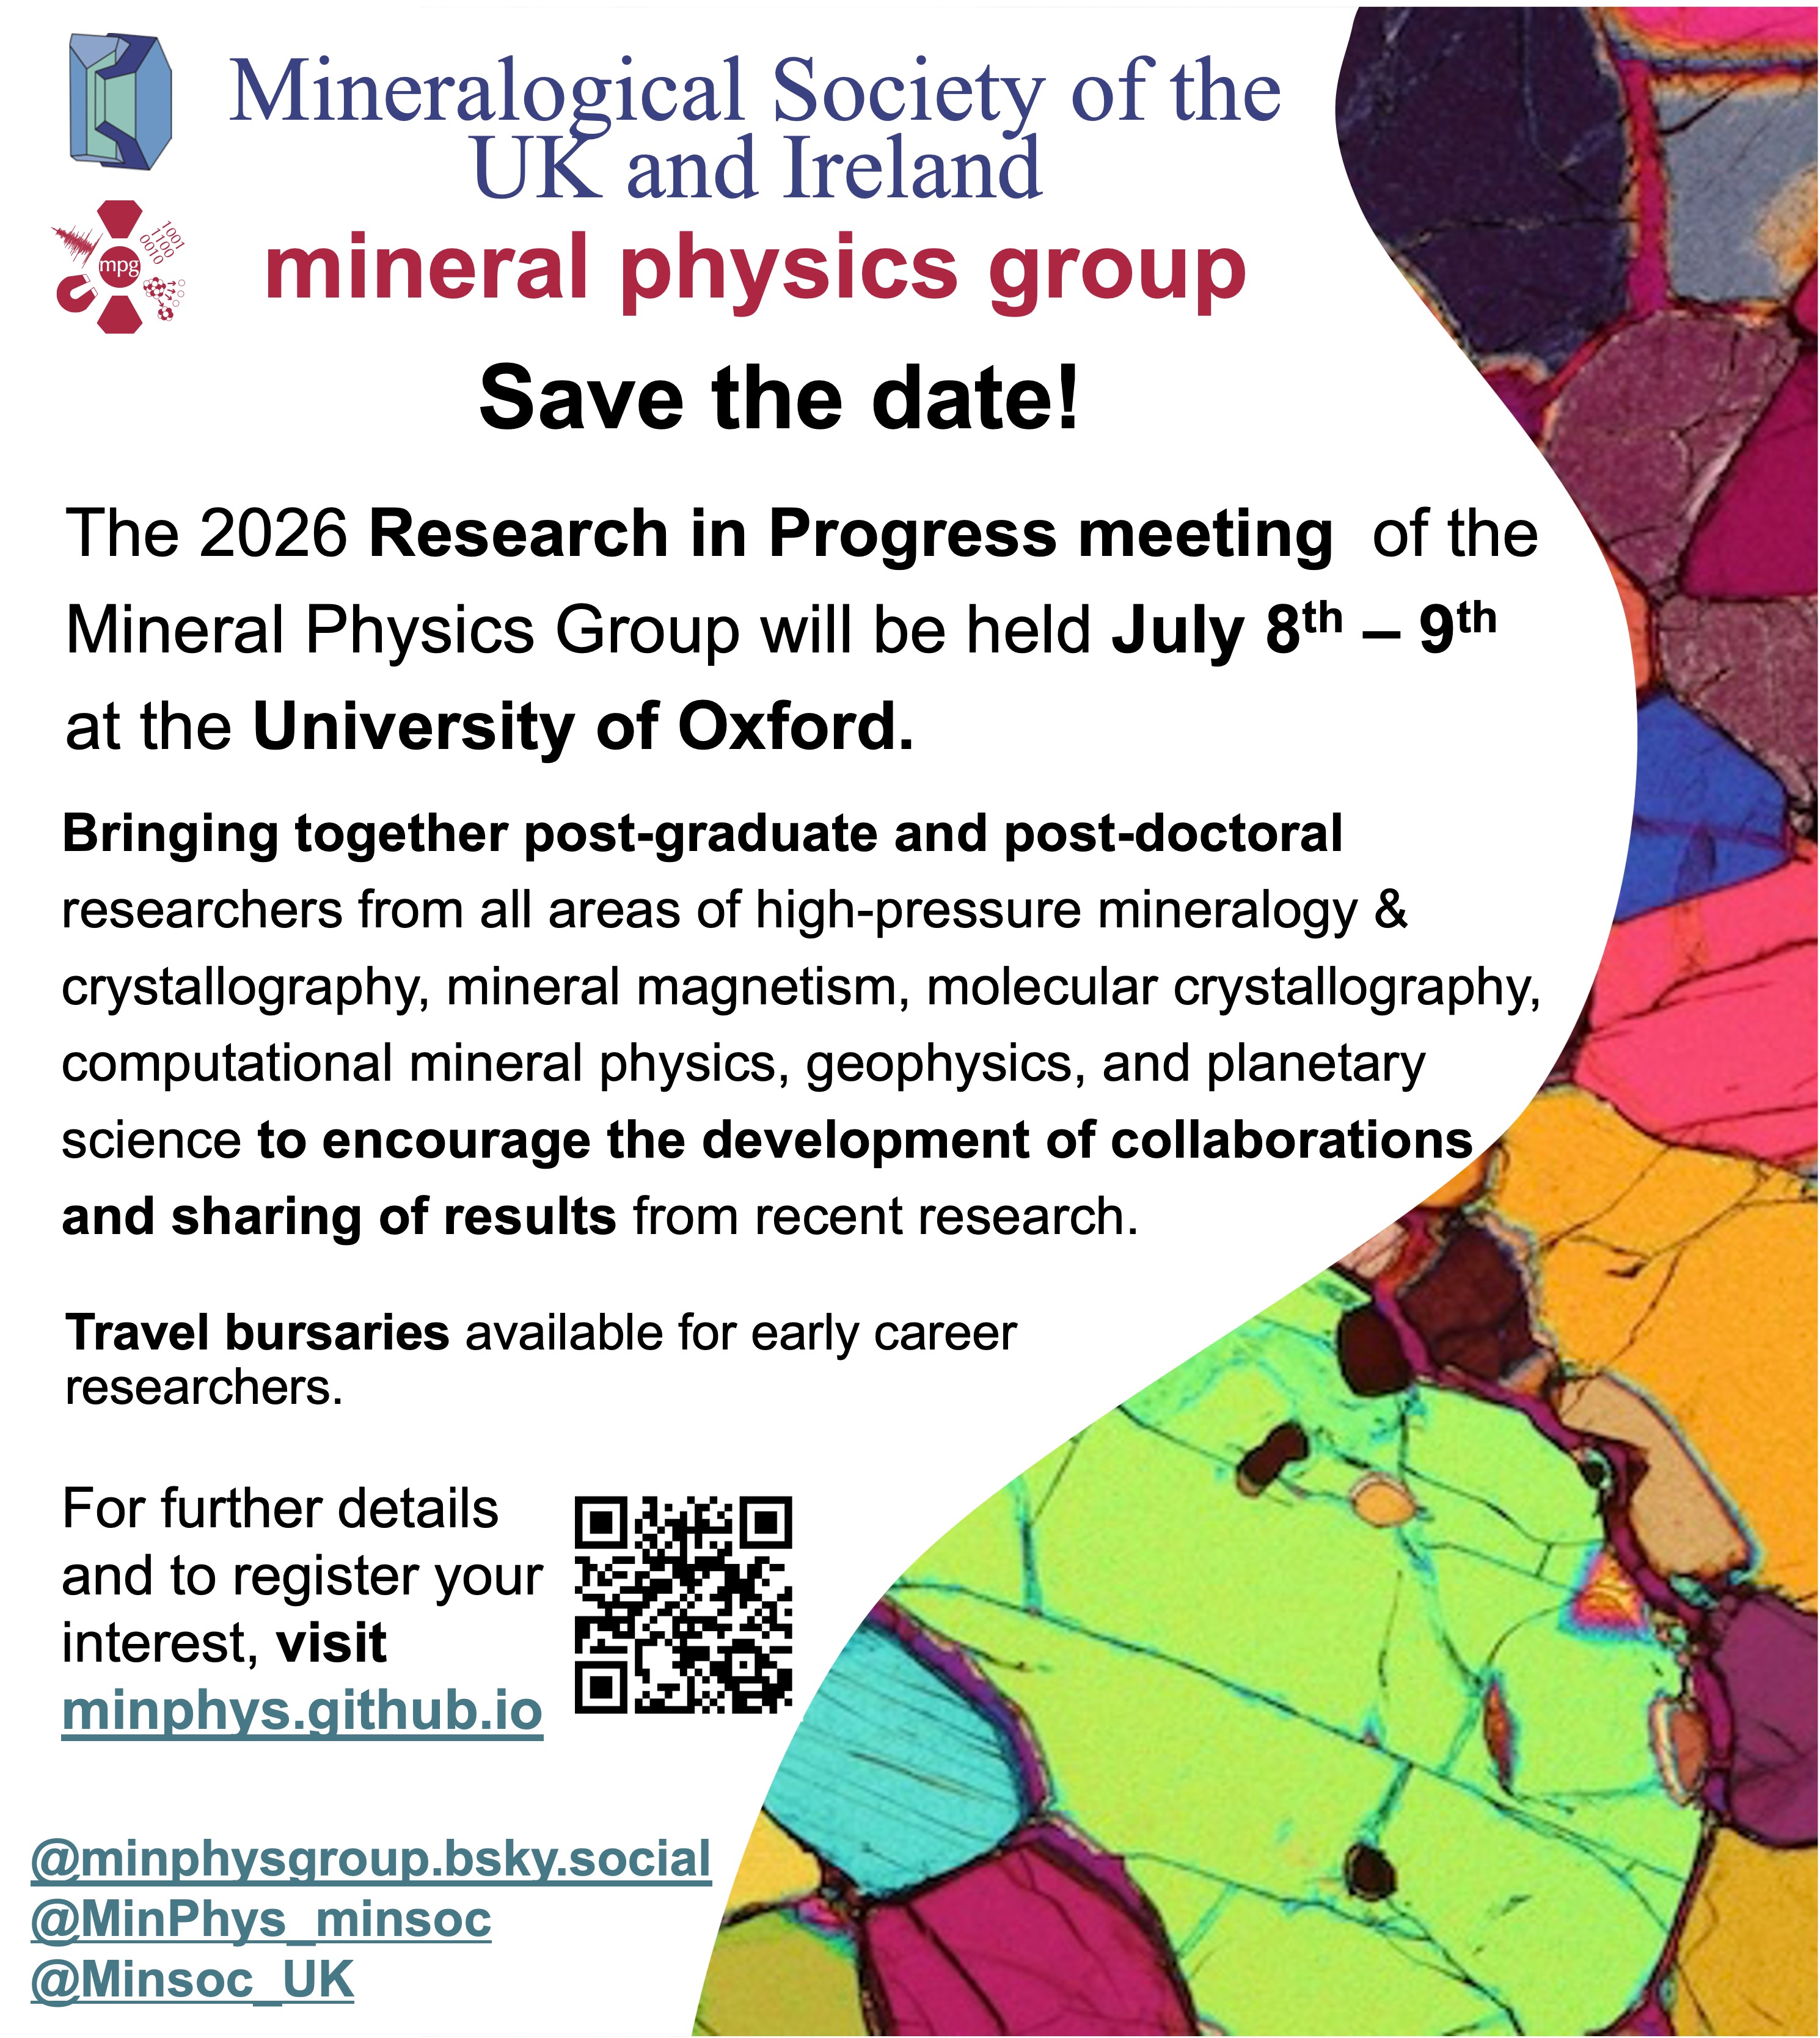 Mineralogical Society of the
UK and Ireland
mpg
1001
1100
0010
mineral physics group
Save the date!
The 2026 Research in Progress meeting of the
Mineral Physics Group will be held July 8th – 9th
at the University of Oxford.
Bringing together post-graduate and post-doctoral
researchers from all areas of high-pressure mineralogy &
crystallography, mineral magnetism, molecular crystallography,
computational mineral physics, geophysics, and planetary
science to encourage the development of collaborations
and sharing of results from recent research.
Travel bursaries available for early career
researchers.
For further details
and to register your
interest, visit
minphys.github.io
@minphysgroup.bsky.social
@MinPhys_minsoc
@Minsoc_UK